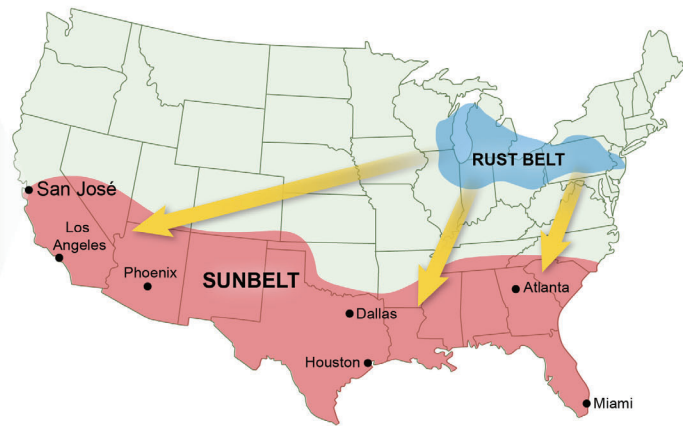 RUST BELT
San José
Los
Angeles
Phoenix
SUNBELT
Dallas
Atlanta
Houston
Miami